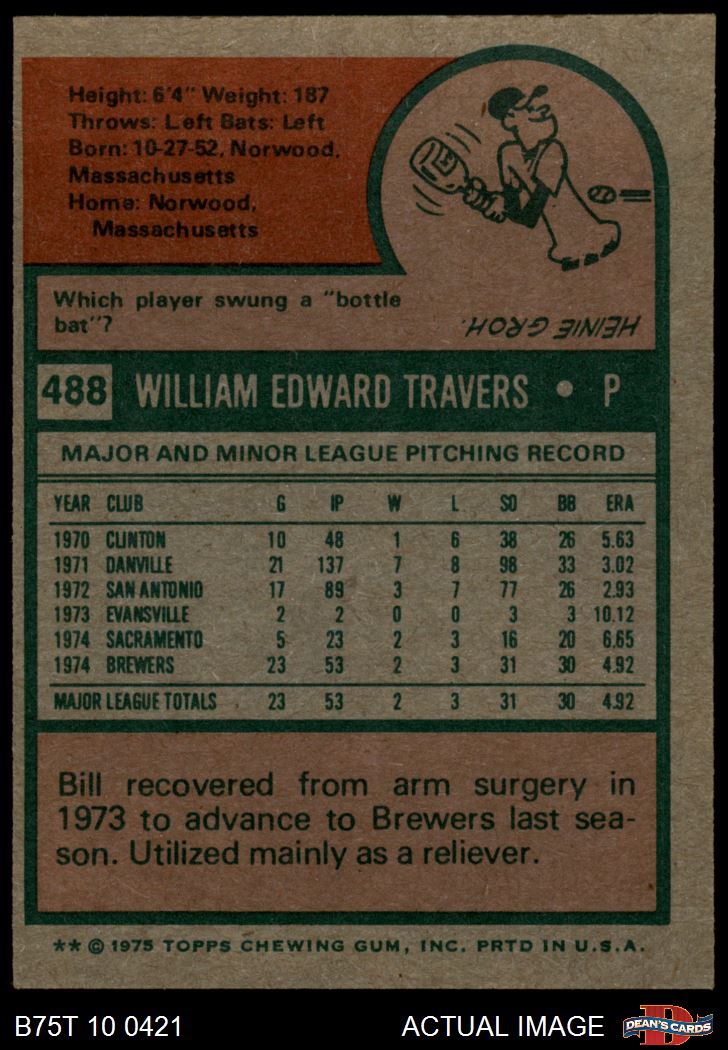 Height: 6'4" Weight: 187
Throws: Left Bats: Left
Born: 10-27-52, Norwood,
Massachusetts
Home: Norwood,
Massachusetts
Which player swung a "bottle
bat"?
HEINIE GROH.
488 WILLIAM EDWARD TRAVERS • P
MAJOR AND MINOR LEAGUE PITCHING RECORD
YEAR CLUB G IP W L SO BB ERA
1970 CLINTON 10 48 1 6 38 26 5.63
1971 DANVILLE 21 137 7 8 98 33 3.02
1972 SAN ANTONIO 17 89 3 7 77 26 2.93
1973 EVANSVILLE 2 2 0 0 3 3 10.12
1974 SACRAMENTO 5 23 2 3 16 20 6.65
1974 BREWERS 23 53 2 3 31 30 4.92
MAJOR LEAGUE TOTALS 23 53 2 3 31 30 4.92
Bill recovered from arm surgery in
1973 to advance to Brewers last sea-
son. Utilized mainly as a reliever.
** © 1975 TOPPS CHEWING GUM, INC. PRTD IN U.S.A.
B75T 10 0421 ACTUAL IMAGE
D
DEAN'S CARDS